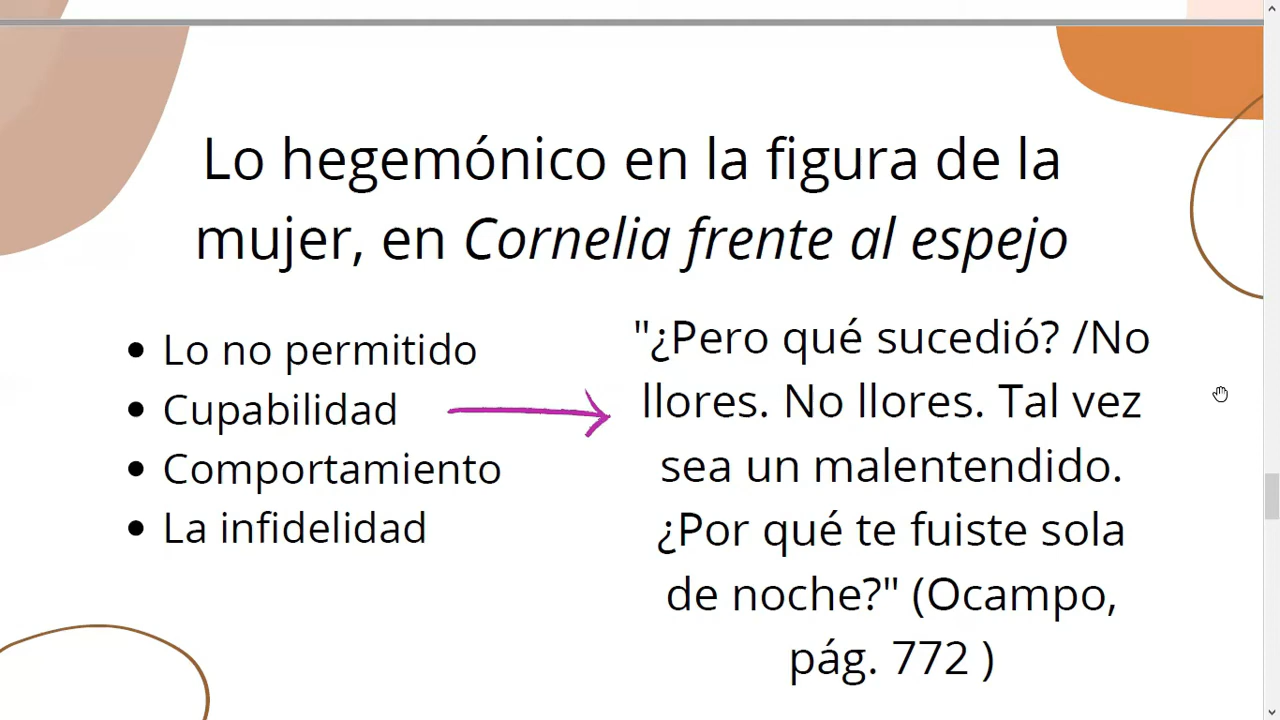 Lo hegemónico en la figura de la
mujer, en Cornelia frente al espejo
Lo no permitido
Cupabilidad
Comportamiento
La infidelidad
"¿Pero qué sucedió? /No
llores. No llores. Tal vez
sea un malentendido.
¿Por qué te fuiste sola
de noche?" (Ocampo,
pág. 772 )